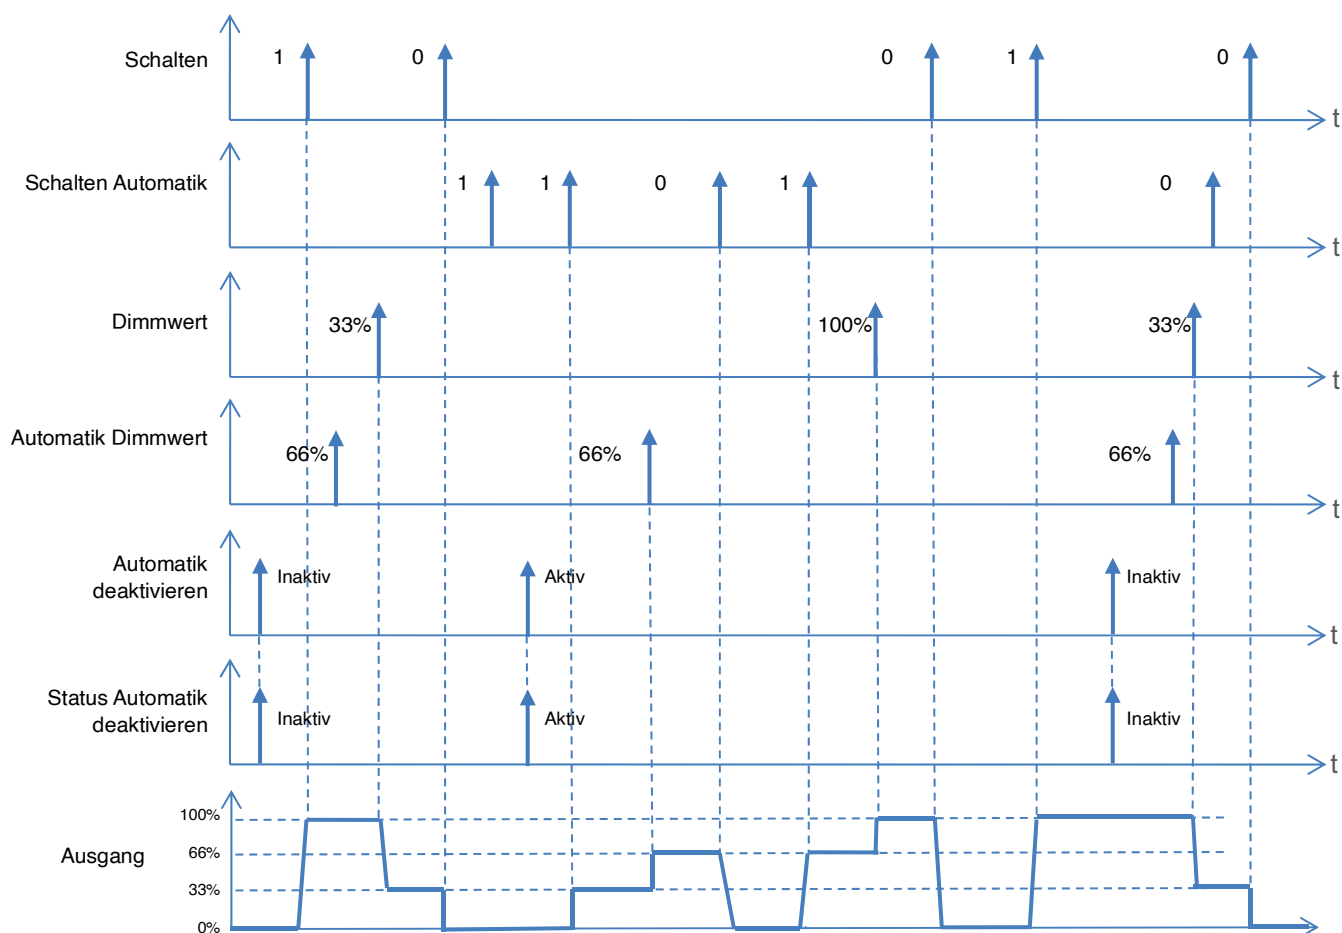 Schalten
1
0
0
1
0
t
Schalten Automatik
1
1
0
1
0
t
Dimmwert
33%
100%
33%
t
Automatik Dimmwert
66%
66%
66%
t
Automatik
deaktivieren
Inaktiv
Aktiv
Inaktiv
t
Status Automatik
deaktivieren
Inaktiv
Aktiv
Inaktiv
t
Ausgang
100%
66%
33%
0%